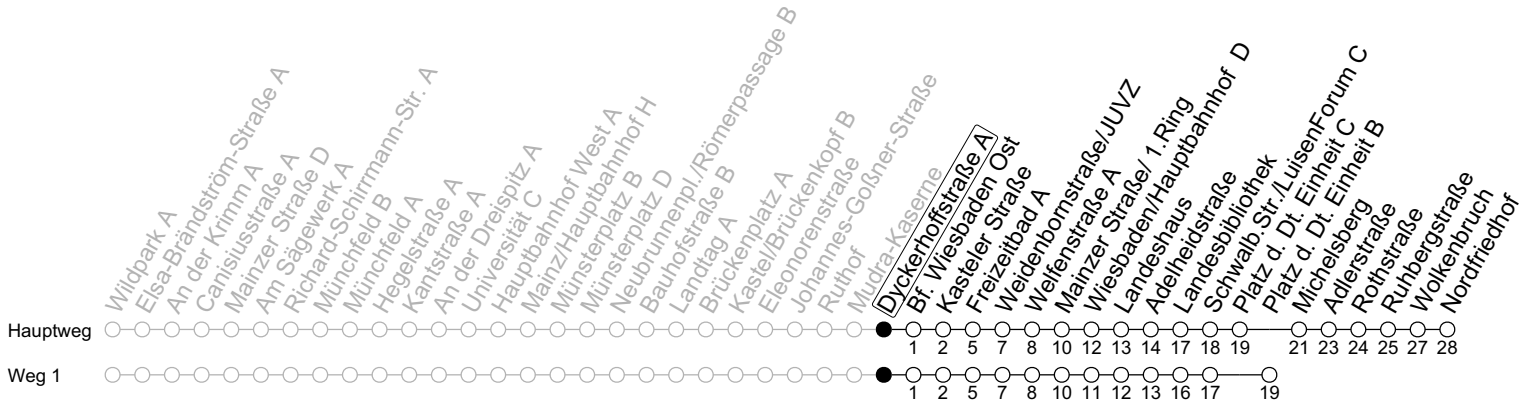 Wildpark A
Elsa-Brändström-Straße A
An der Krimm A
Canisiusstraße A
Mainzer Straße D
Am Sägewerk A
Richard-Schirrmann-Str. A
Münchfeld B
Münchfeld A
Hegelstraße A
Kantstraße A
An der Dreispitz A
Universität C
Hauptbahnhof West A
Mainz/Hauptbahnhof H
Münsterplatz B
Münsterplatz D
Neubrunnenpl./Römerpassage B
Bauhofstraße B
Landtag A
Brückenplatz A
Kastel/Brückenkopf B
Eleonorenstraße
Johannes-Goßner-Straße
Ruthof
Mudra-Kaserne
Dyckerhoffstraße A
Bf. Wiesbaden Ost
Kasteler Straße
Freizeitbad A
Weidenbornstraße/JUVZ
Welfenstraße A
Mainzer Straße/ 1.Ring
Wiesbaden/Hauptbahnhof D
Landeshaus
Adelheidstraße
Landesbibliothek
Schwalb.Str./LuisenForum C
Platz d. Dt. Einheit C
Platz d. Dt. Einheit B
Michelsberg
Adlerstraße
Rothstraße
Ruhbergstraße
Wolkenbruch
Nordfriedhof
Hauptweg
1 2 5 7 8 10 12 13 14 17 18 19 21 23 24 25 27 28
Weg 1
1 2 5 7 8 10 11 12 13 16 17 19